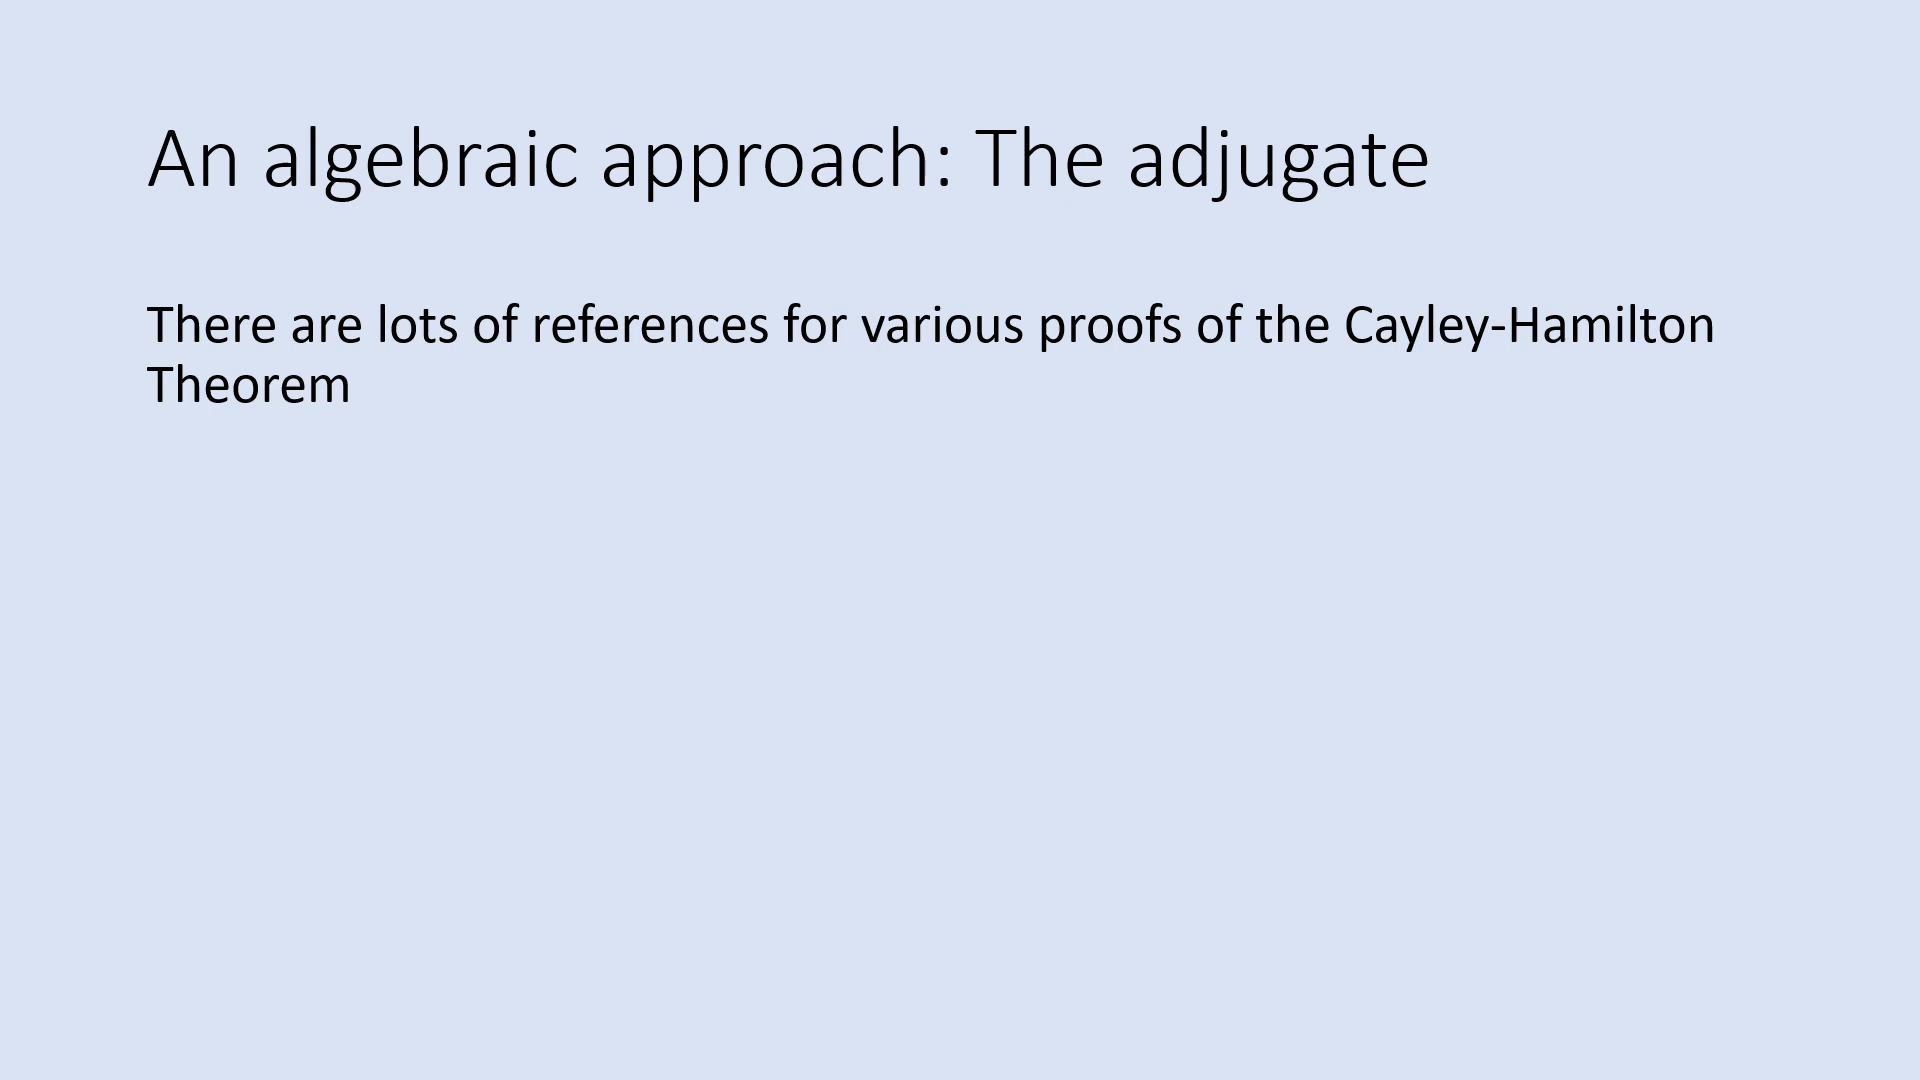 An algebraic approach: The adjugate
There are lots of references for various proofs of the Cayley-Hamilton
Theorem